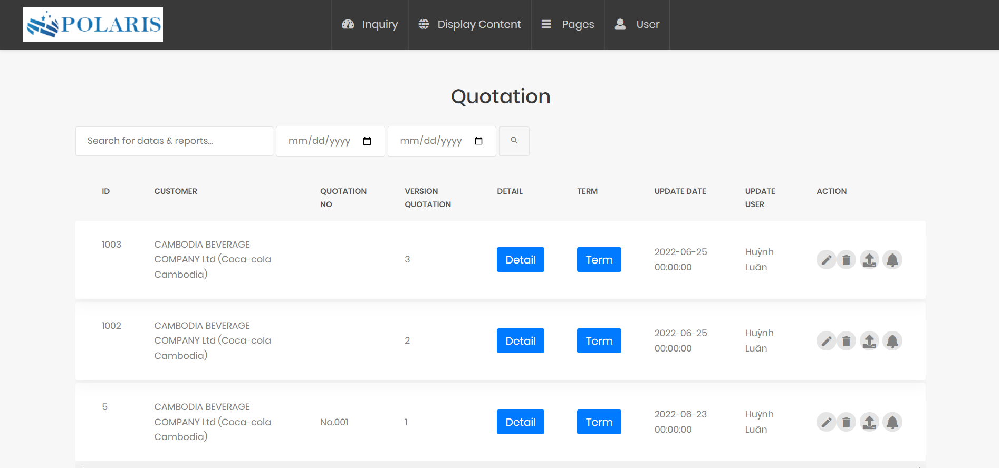 POLARIS
Inquiry
Display Content
Pages
User
Quotation
Search for datas & reports...
mm/dd/yyyy
mm/dd/yyyy
ID
CUSTOMER
QUOTATION
NO
VERSION
QUOTATION
DETAIL
TERM
UPDATE DATE
UPDATE
USER
ACTION
1003
CAMBODIA BEVERAGE
COMPANY Ltd (Coca-cola
Cambodia)
3
Detail
Term
2022-06-25
00:00:00
Huỳnh
Luân
1002
CAMBODIA BEVERAGE
COMPANY Ltd (Coca-cola
Cambodia)
2
Detail
Term
2022-06-25
00:00:00
Huỳnh
Luân
5
CAMBODIA BEVERAGE
COMPANY Ltd (Coca-cola
Cambodia)
No.001
1
Detail
Term
2022-06-23
00:00:00
Huỳnh
Luân